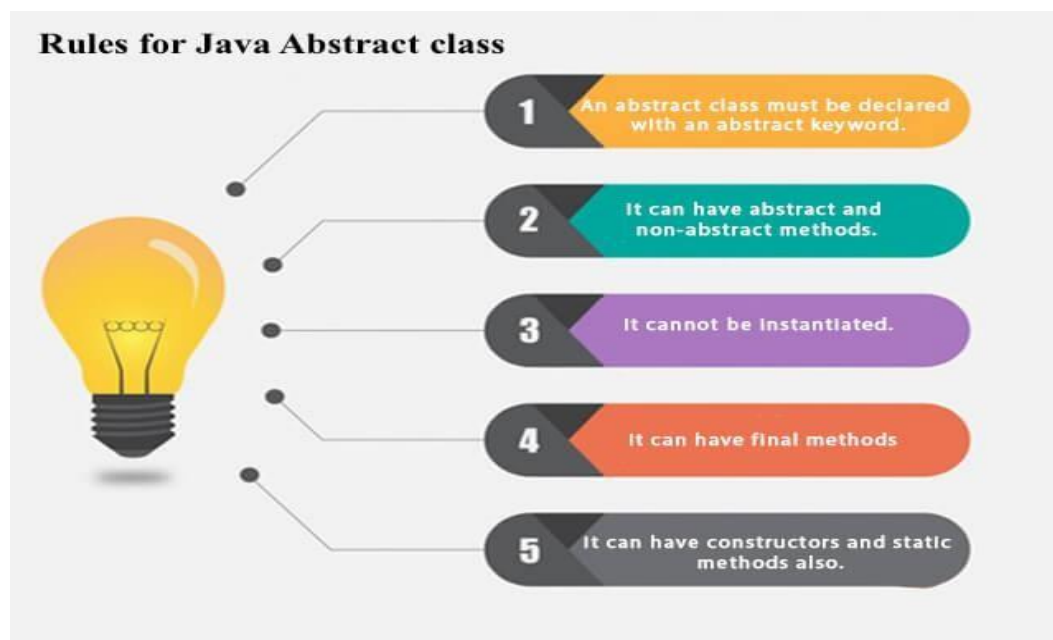 Rules for Java Abstract class
1
An abstract class must be declared
with an abstract keyword.
2
It can have abstract and
non-abstract methods.
3
It cannot be instantiated.
4
It can have final methods
5
It can have constructors and static
methods also.